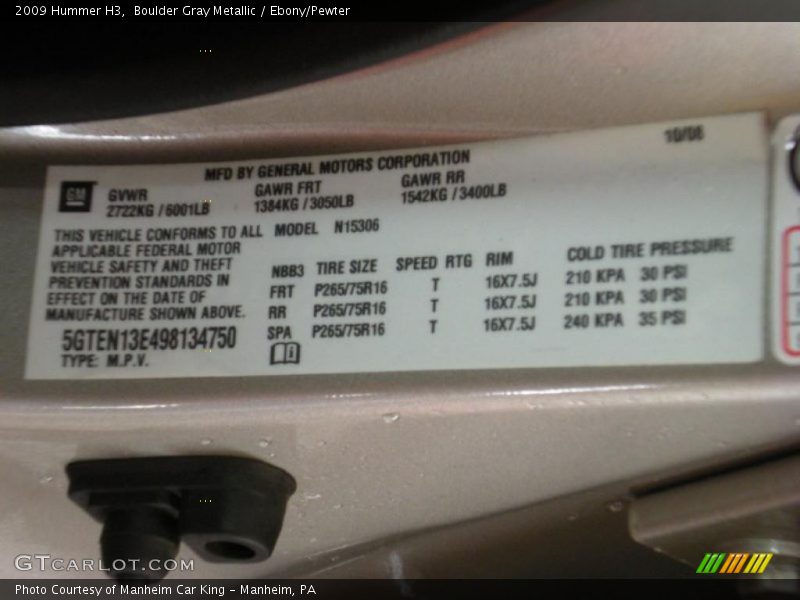 2009 Hummer H3, Boulder Gray Metallic / Ebony/Pewter
10/08
MFD BY GENERAL MOTORS CORPORATION
GM GVWR GAWR FRT GAWR RR
2722KG / 6001LB 1384KG / 3050LB 1542KG / 3400LB
THIS VEHICLE CONFORMS TO ALL MODEL N15306
APPLICABLE FEDERAL MOTOR
VEHICLE SAFETY AND THEFT
PREVENTION STANDARDS IN
EFFECT ON THE DATE OF
MANUFACTURE SHOWN ABOVE.
5GTEN13E498134750
TYPE: M.P.V.
NBB3 TIRE SIZE SPEED RTG RIM COLD TIRE PRESSURE
FRT P265/75R16 T 16X7.5J 210 KPA 30 PSI
RR P265/75R16 T 16X7.5J 210 KPA 30 PSI
SPA P265/75R16 T 16X7.5J 240 KPA 35 PSI
GTCARLOT.COM
Photo Courtesy of Manheim Car King - Manheim, PA